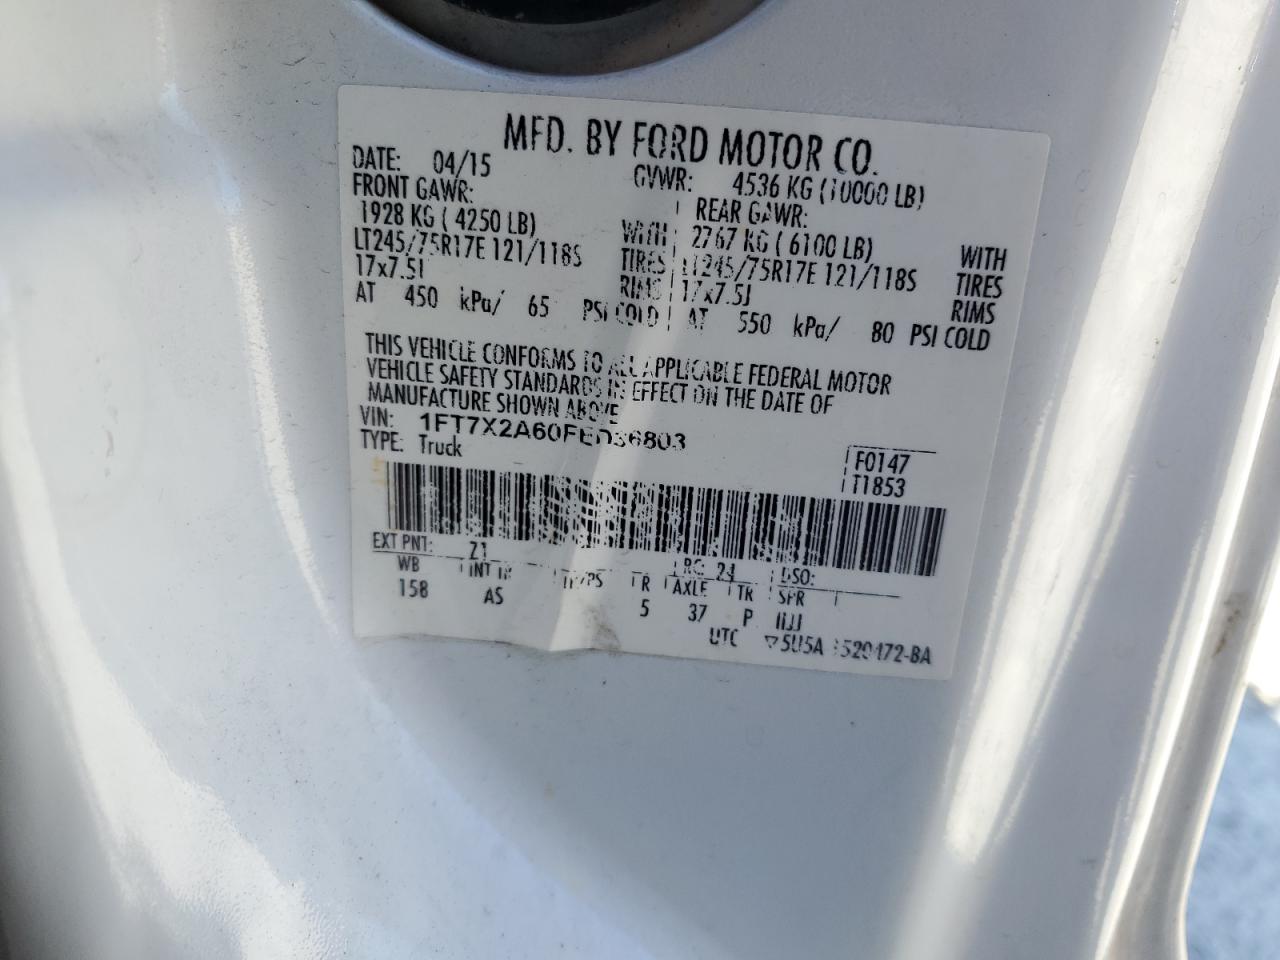 MFD. BY FORD MOTOR CO.
DATE: 04/15 GVWR: 4536 KG (10000 LB)
FRONT GAWR: REAR GAWR:
1928 KG ( 4250 LB) WITH 2767 KG ( 6100 LB) WITH
LT245/75R17E 121/118S TIRES LT245/75R17E 121/118S TIRES
17x7.5J RIMS 17x7.5J RIMS
AT 450 kPa/ 65 PSI COLD AT 550 kPa/ 80 PSI COLD
THIS VEHICLE CONFORMS TO ALL APPLICABLE FEDERAL MOTOR
VEHICLE SAFETY STANDARDS IN EFFECT ON THE DATE OF
MANUFACTURE SHOWN ABOVE
VIN: 1FT7X2A60FED36803
TYPE: Truck
F0147
T1853
EXT PNT: Z1 RC: 24 DSO:
WB INT TR TP/PS R AXLE TR SPR
158 AS 5 37 P
UTC